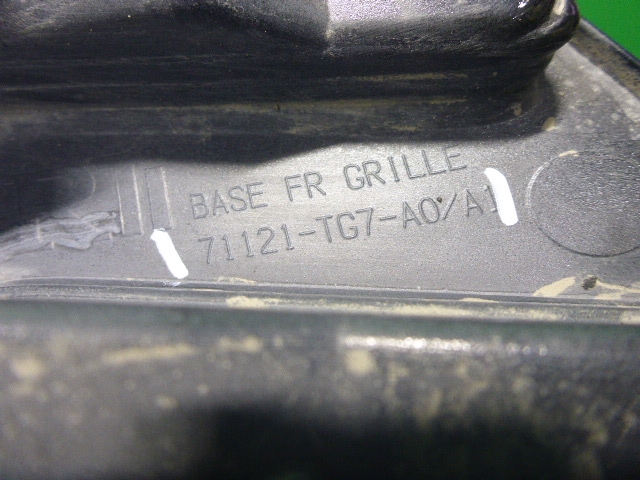 BASE FR GRILLE
71121-TG7-A0/A1